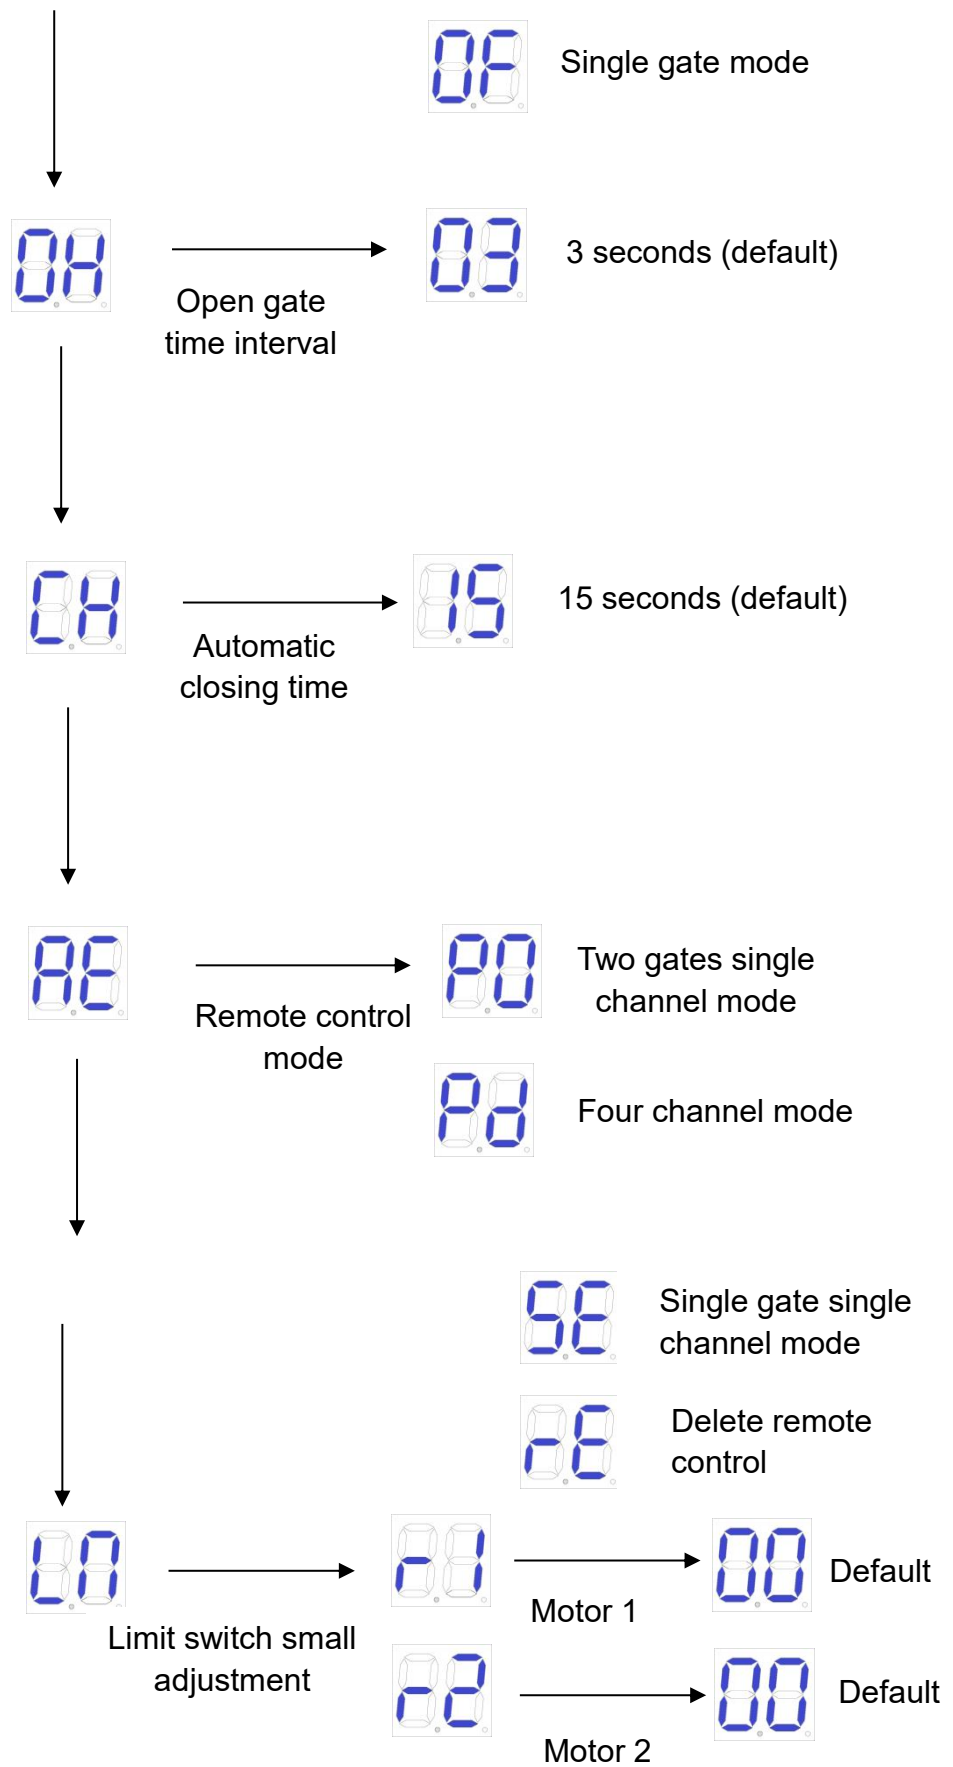 0F Single gate mode
0H 03 3 seconds (default)
Open gate
time interval
CH 15 15 seconds (default)
Automatic
closing time
AE P0 Two gates single
channel mode
Remote control
mode
Pd Four channel mode
SE Single gate single
channel mode
rE Delete remote
control
Ln r1 00 Default
Motor 1
Limit switch small
adjustment
r2 00 Default
Motor 2